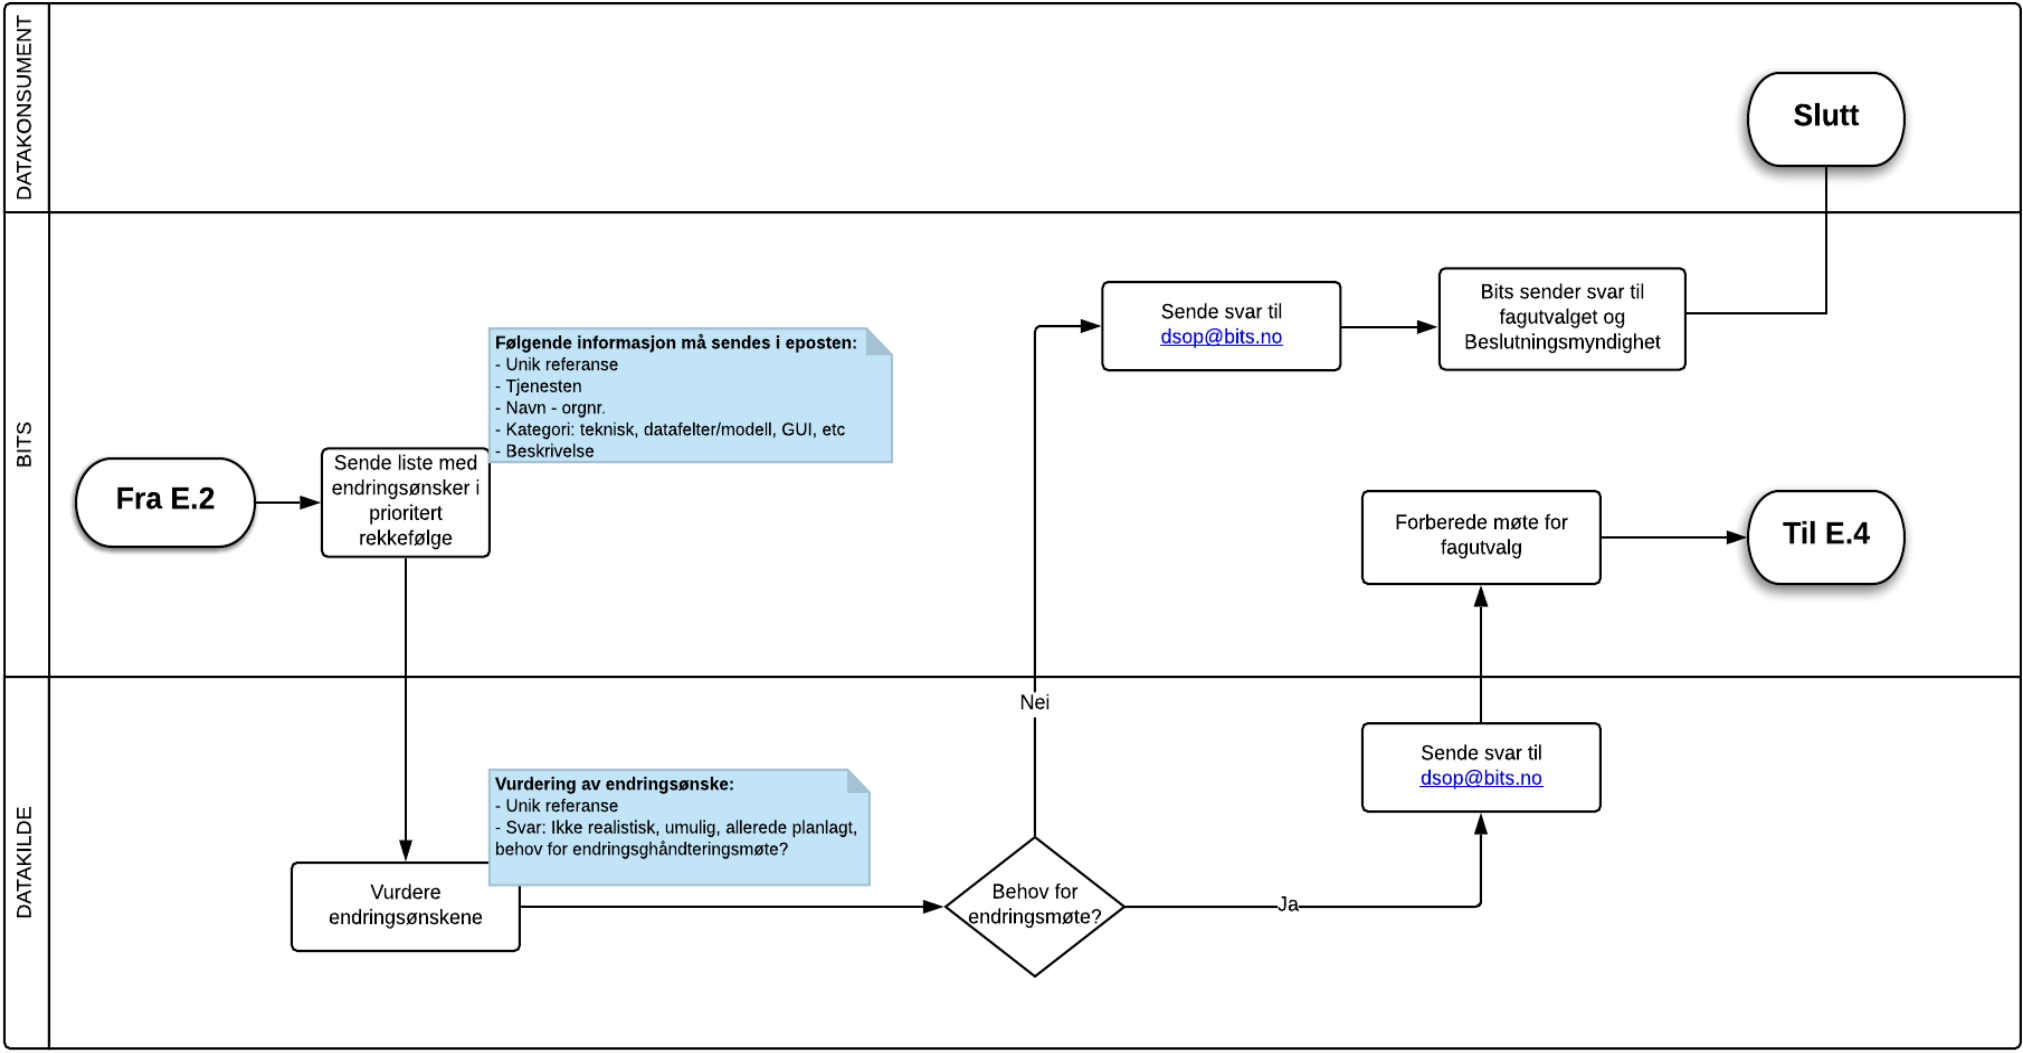 DATAKONSUMENT
Slutt
BITS
Fra E.2
Sende liste med
endringsønsker i
prioritert
rekkefølge
Følgende informasjon må sendes i eposten:
- Unik referanse
- Tjenesten
- Navn - orgnr.
- Kategori: teknisk, datafelter/modell, GUI, etc
- Beskrivelse
Sende svar til
dsop@bits.no
Bits sender svar til
fagutvalget og
Beslutningsmyndighet
Forberede møte for
fagutvalg
Til E.4
DATAKILDE
Vurdere
endringsønskene
Vurdering av endringsønske:
- Unik referanse
- Svar: Ikke realistisk, umulig, allerede planlagt,
behov for endringsghåndteringsmøte?
Behov for
endringsmøte?
Nei
Ja
Sende svar til
dsop@bits.no